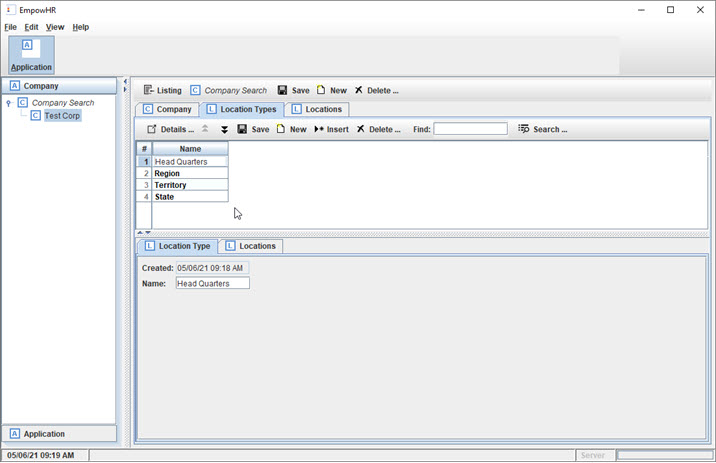 EmpowHR
File Edit View Help
A
Application
A Company
C Company Search
C Test Corp
Listing C Company Search Save New Delete ...
C Company L Location Types L Locations
Details ... Save New Insert Delete ... Find: Search ...
# Name
1 Head Quarters
2 Region
3 Territory
4 State
L Location Type L Locations
Created: 05/06/21 09:18 AM
Name: Head Quarters
A Application
05/06/21 09:19 AM Server